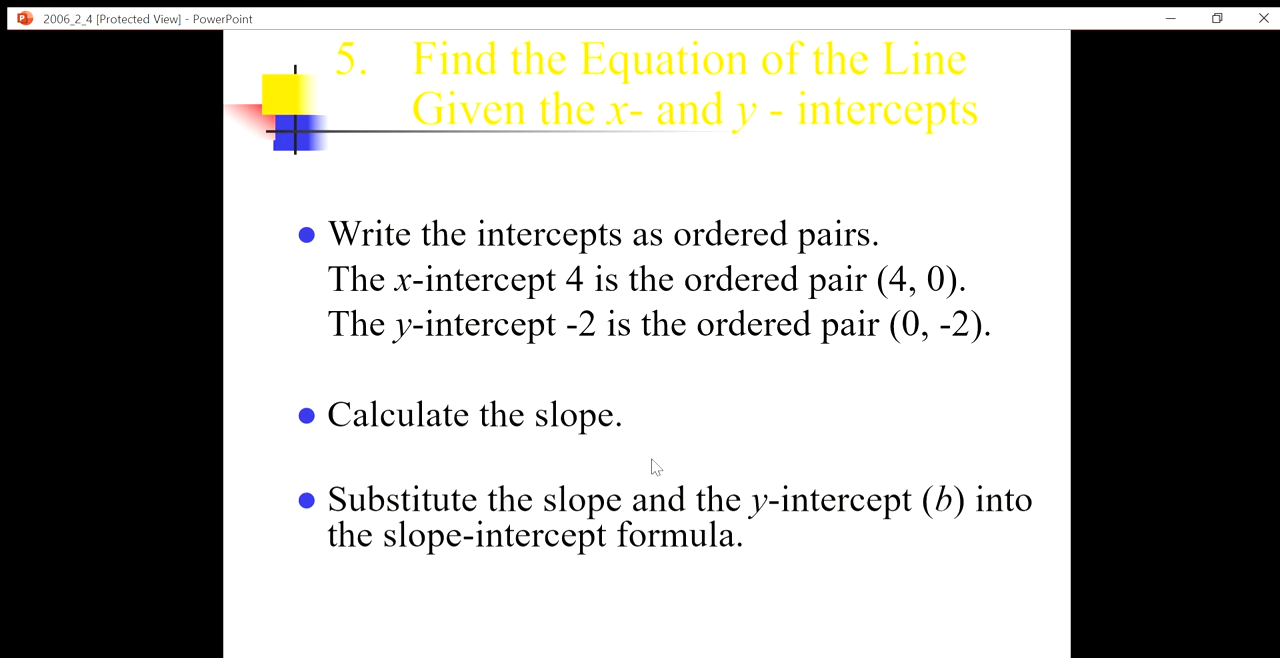 2006_2_4 [Protected View] - PowerPoint
5. Find the Equation of the Line
Given the x- and y - intercepts
Write the intercepts as ordered pairs.
The x-intercept 4 is the ordered pair (4, 0).
The y-intercept -2 is the ordered pair (0, -2).
Calculate the slope.
Substitute the slope and the y-intercept (b) into
the slope-intercept formula.